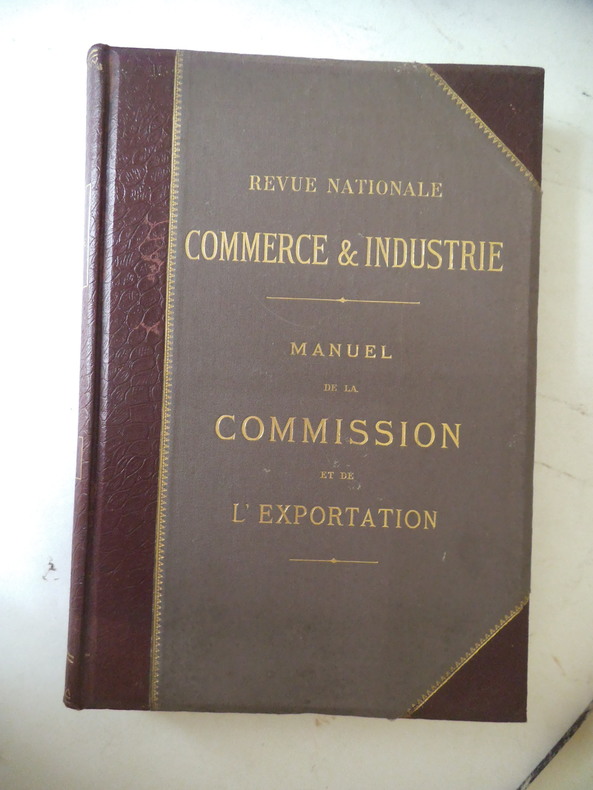 REVUE NATIONALE
COMMERCE & INDUSTRIE
MANUEL
DE LA
COMMISSION
ET DE
L'EXPORTATION